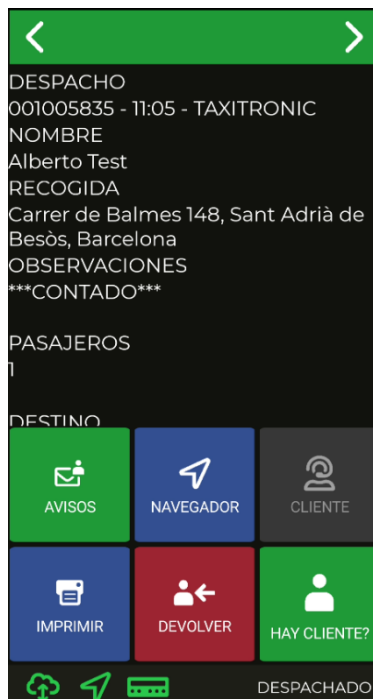 DESPACHO
001005835 - 11:05 - TAXITRONIC
NOMBRE
Alberto Test
RECOGIDA
Carrer de Balmes 148, Sant Adrià de
Besòs, Barcelona
OBSERVACIONES
***CONTADO***
PASAJEROS
1
DESTINO
AVISOS
NAVEGADOR
CLIENTE
IMPRIMIR
DEVOLVER
HAY CLIENTE?
DESPACHADO